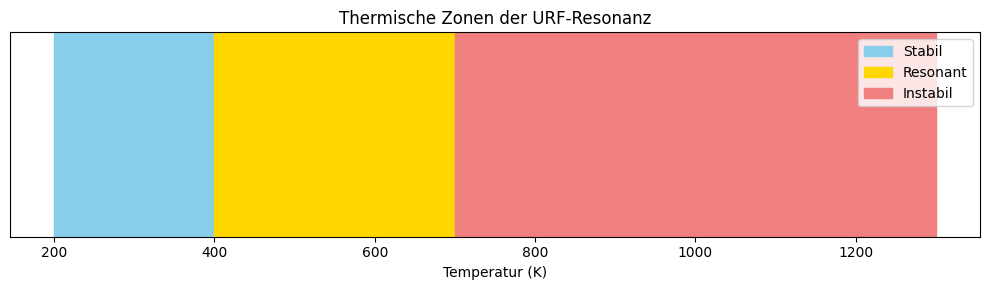 Thermische Zonen der URF-Resonanz
Stabil
Resonant
Instabil
200 400 600 800 1000 1200
Temperatur (K)